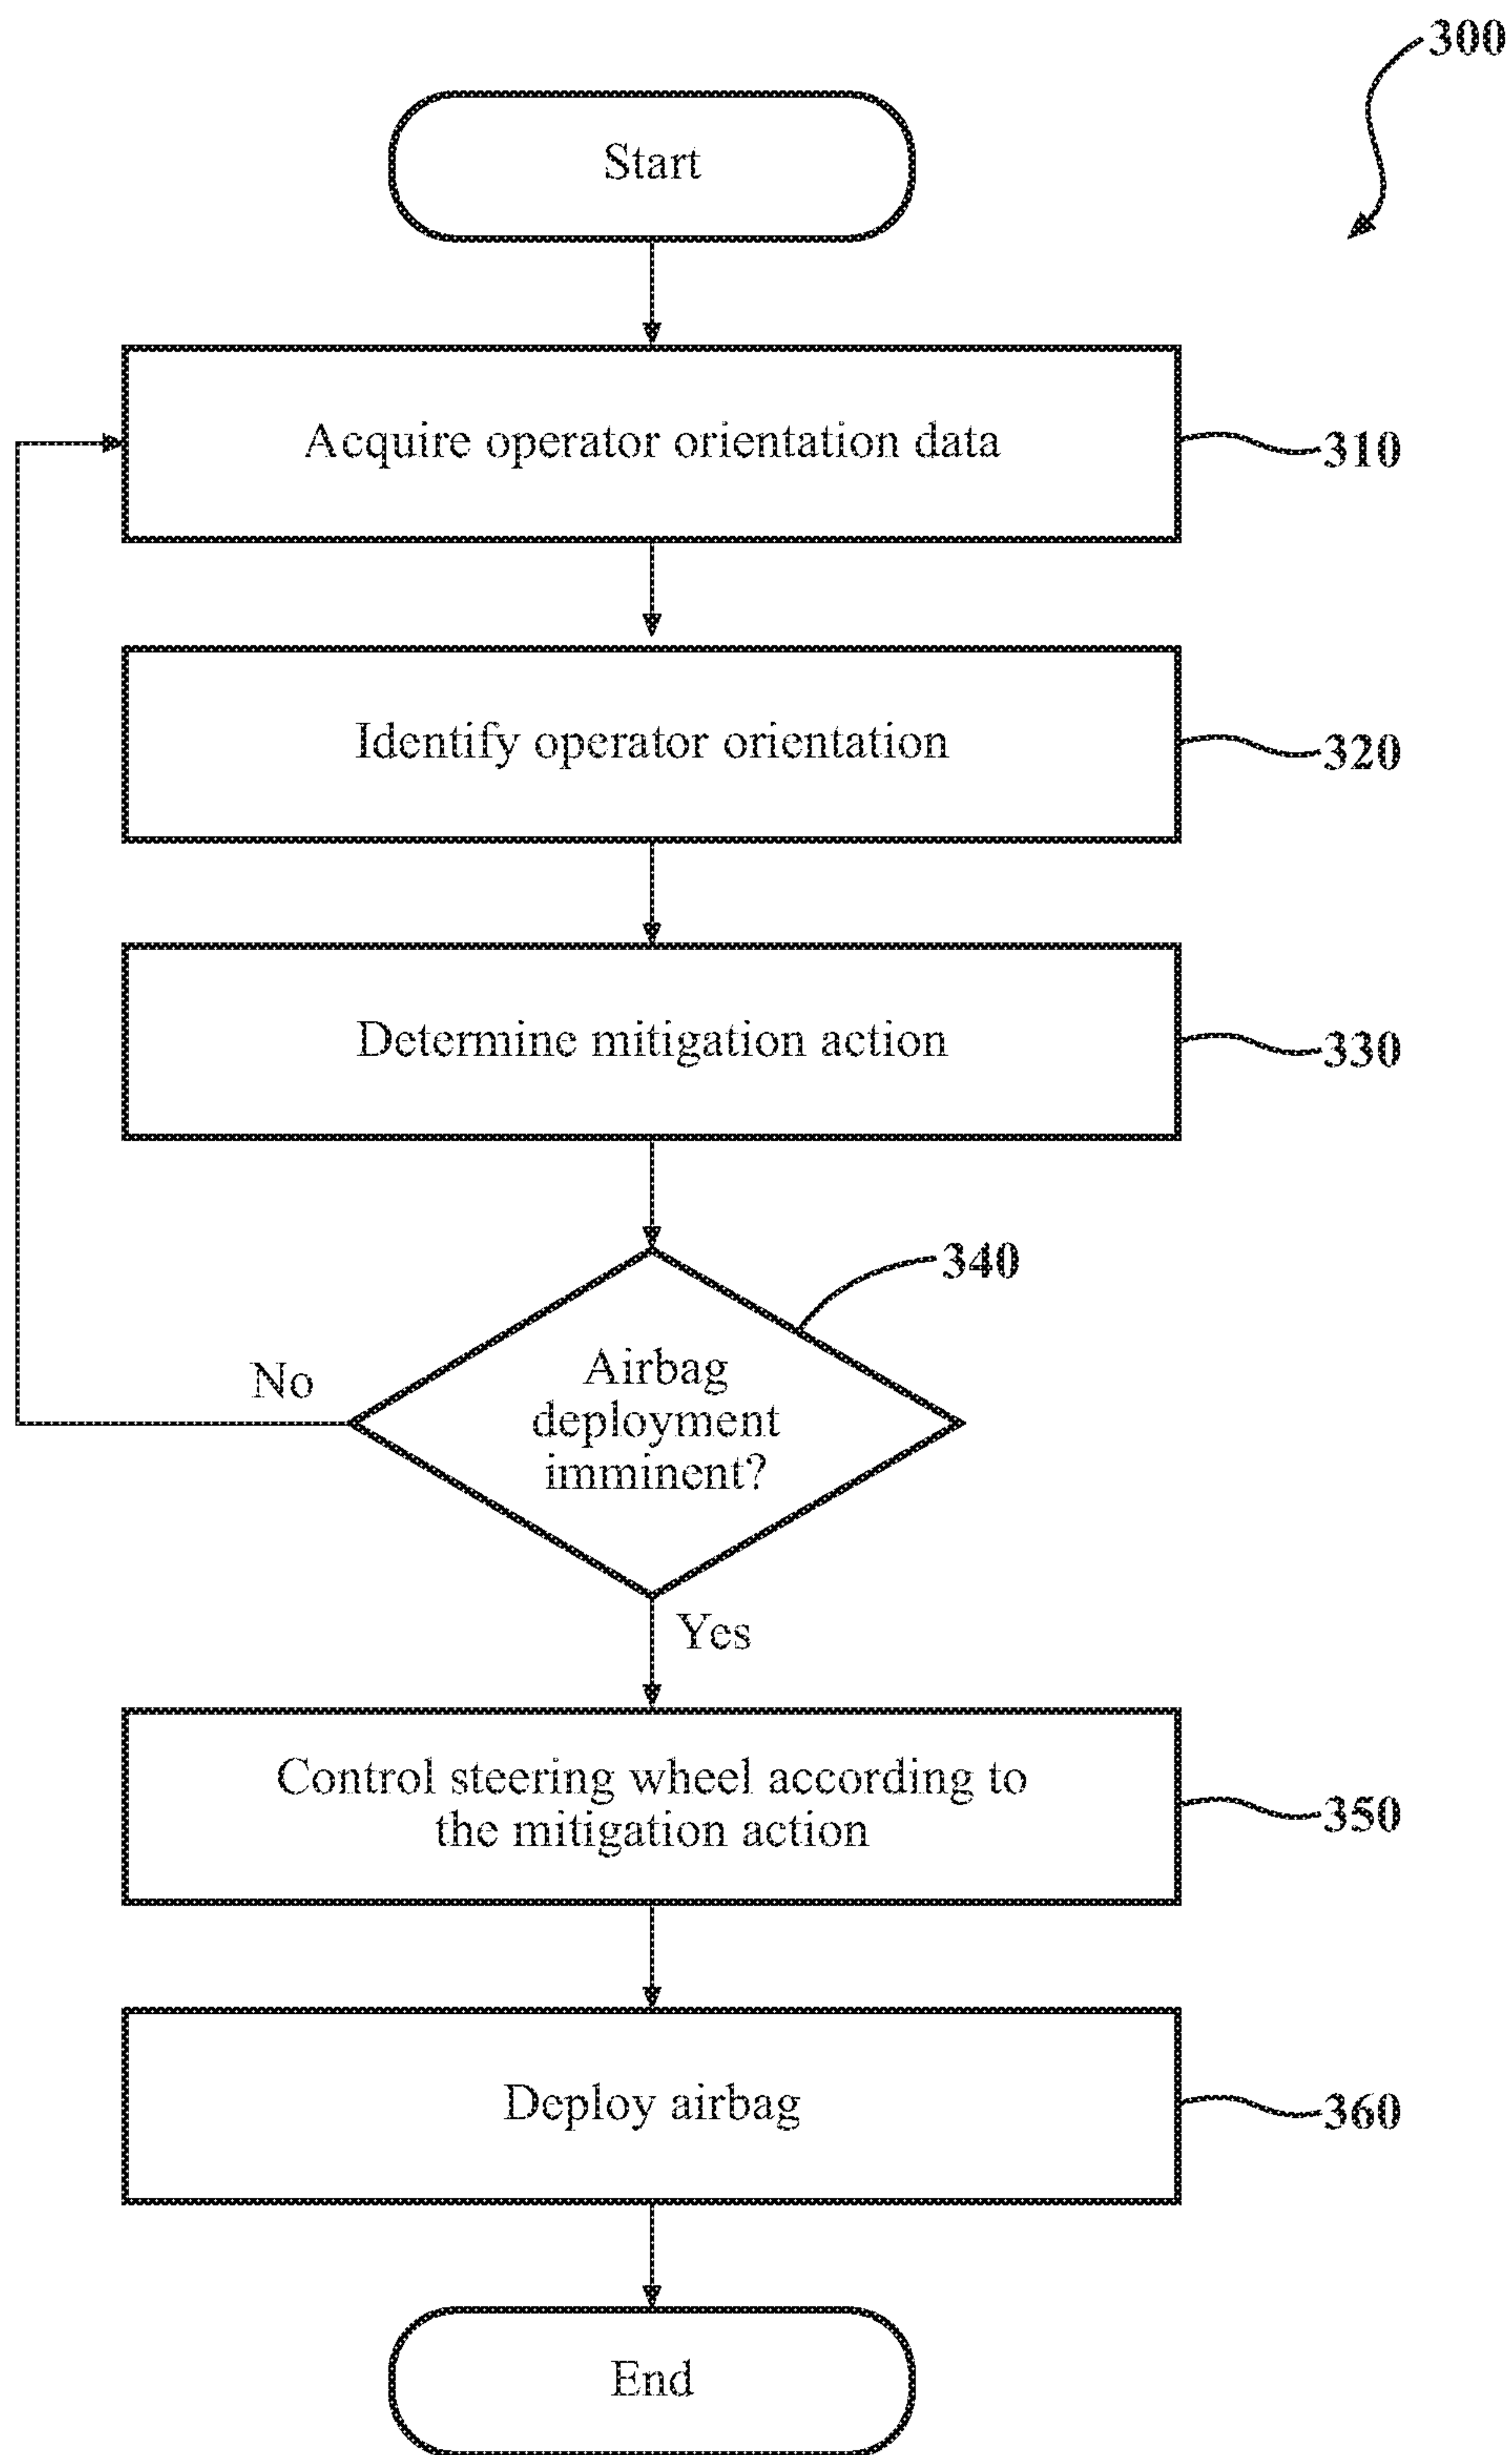 300
Start
Acquire operator orientation data
310
Identify operator orientation
320
Determine mitigation action
330
340
Airbag
deployment
imminent?
No
Yes
Control steering wheel according to
the mitigation action
350
Deploy airbag
360
End